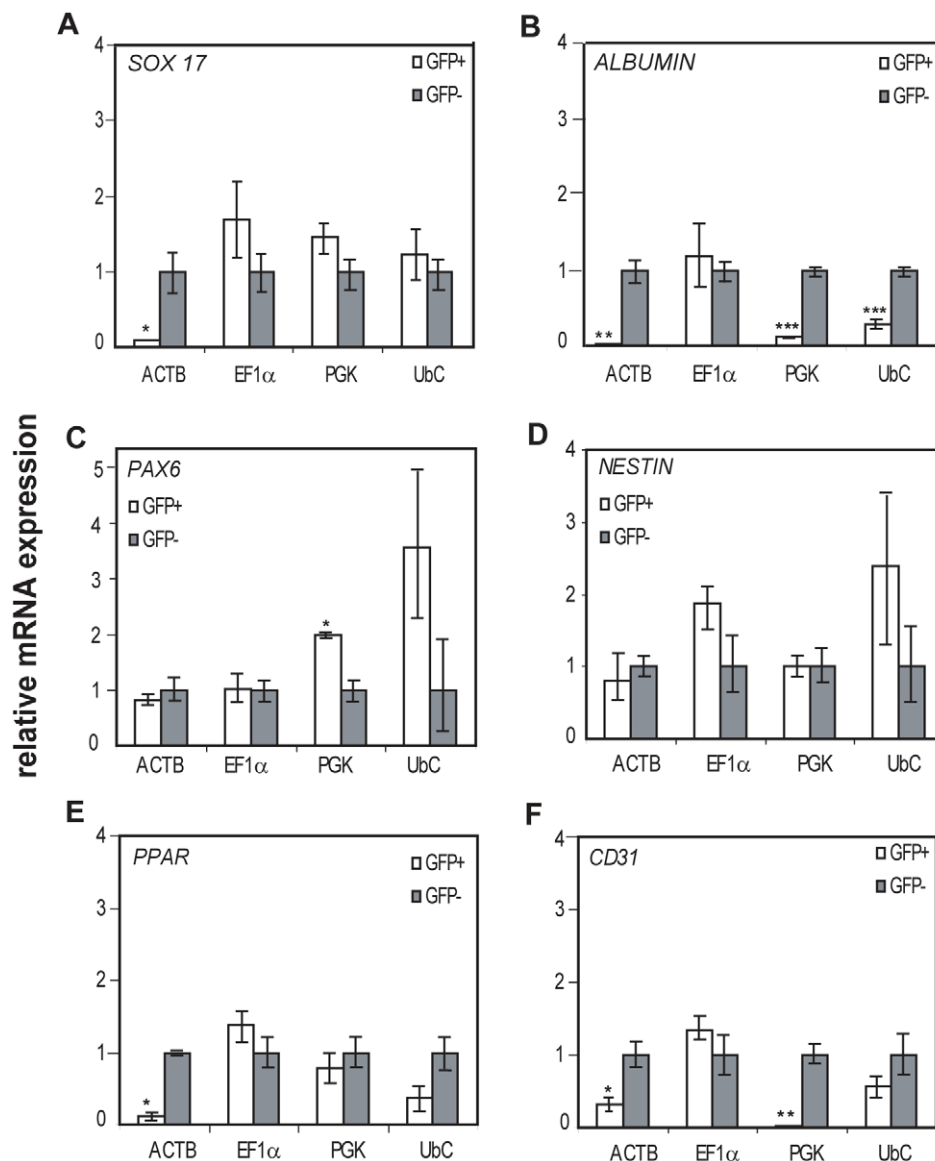 relative mRNA expression
A
SOX 17
GFP+
GFP-
4
3
2
1
0
*
ACTB EF1α PGK UbC
B
ALBUMIN
GFP+
GFP-
4
3
2
1
0
** *** ***
ACTB EF1α PGK UbC
C
PAX6
GFP+
GFP-
5
4
3
2
1
0
*
ACTB EF1α PGK UbC
D
NESTIN
GFP+
GFP-
4
2
1
0
ACTB EF1α PGK UbC
E
PPAR
GFP+
GFP-
4
3
2
1
0
*
ACTB EF1α PGK UbC
F
CD31
GFP+
GFP-
4
3
2
1
0
* **
ACTB EF1α PGK UbC